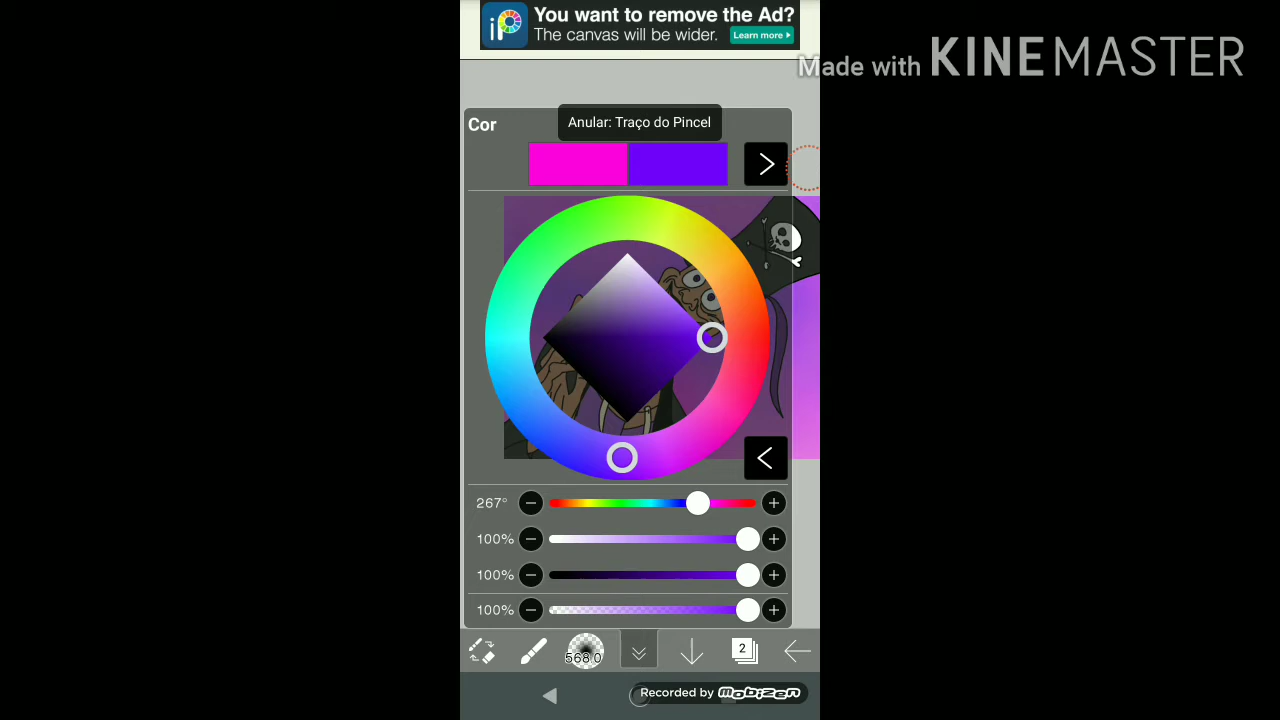 iP
You want to remove the Ad?
The canvas will be wider.
Learn more
Made with KINEMASTER
Cor
Anular: Traço do Pincel
267°
100%
100%
100%
568.0
2
Recorded by mobizen